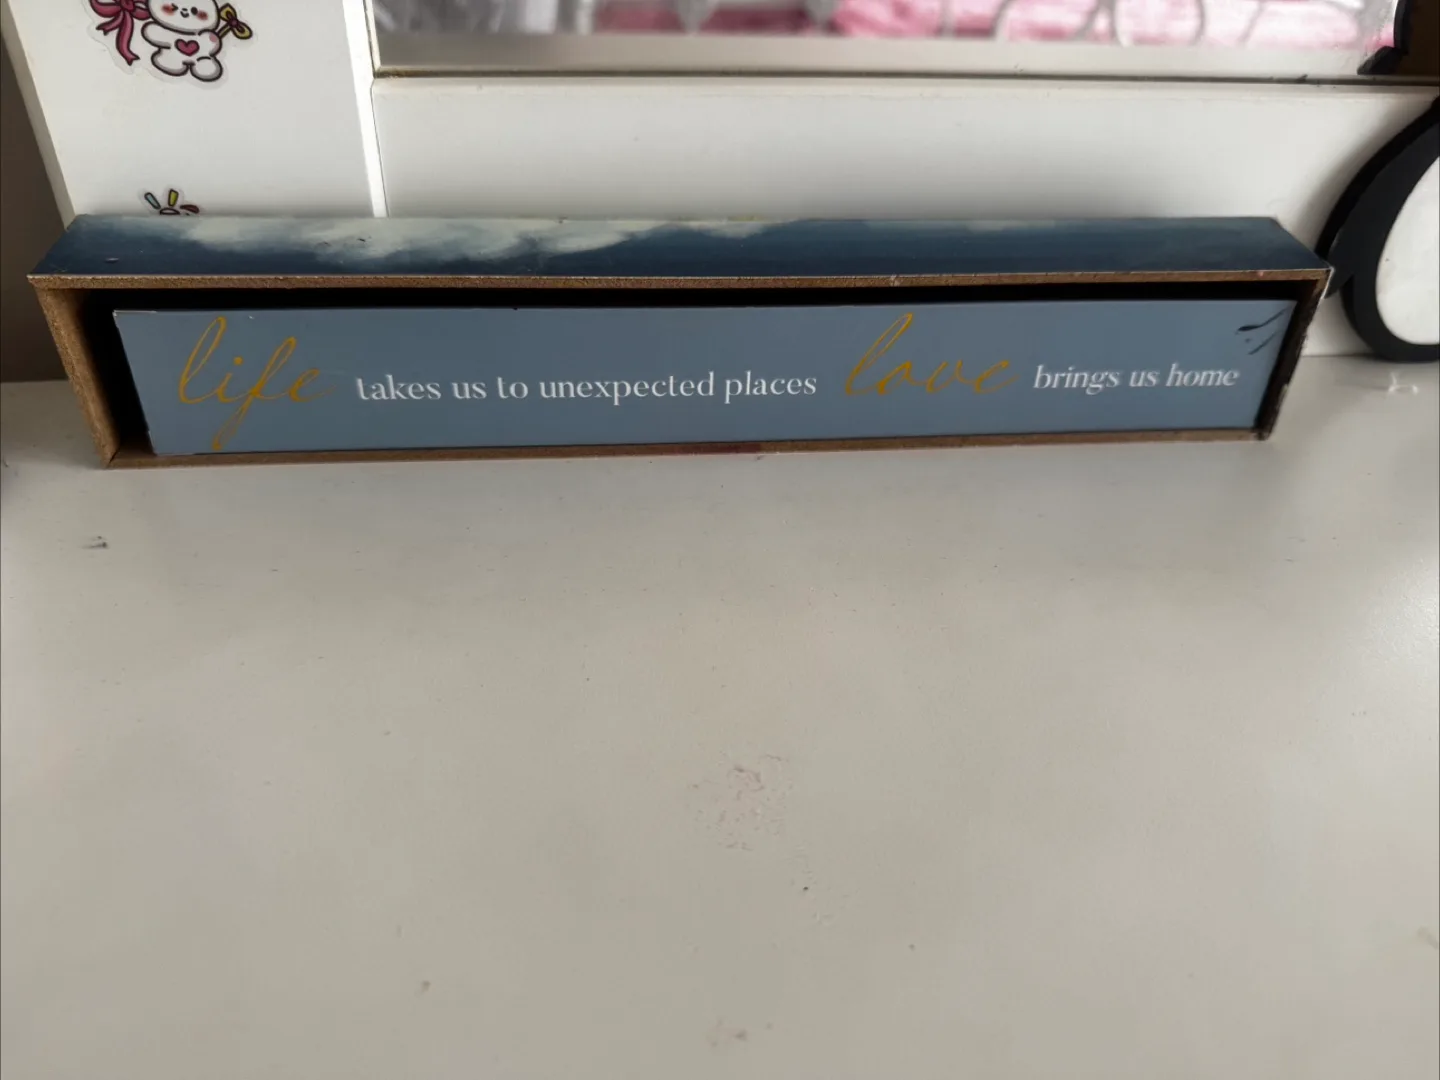 life takes us to unexpected places love brings us home